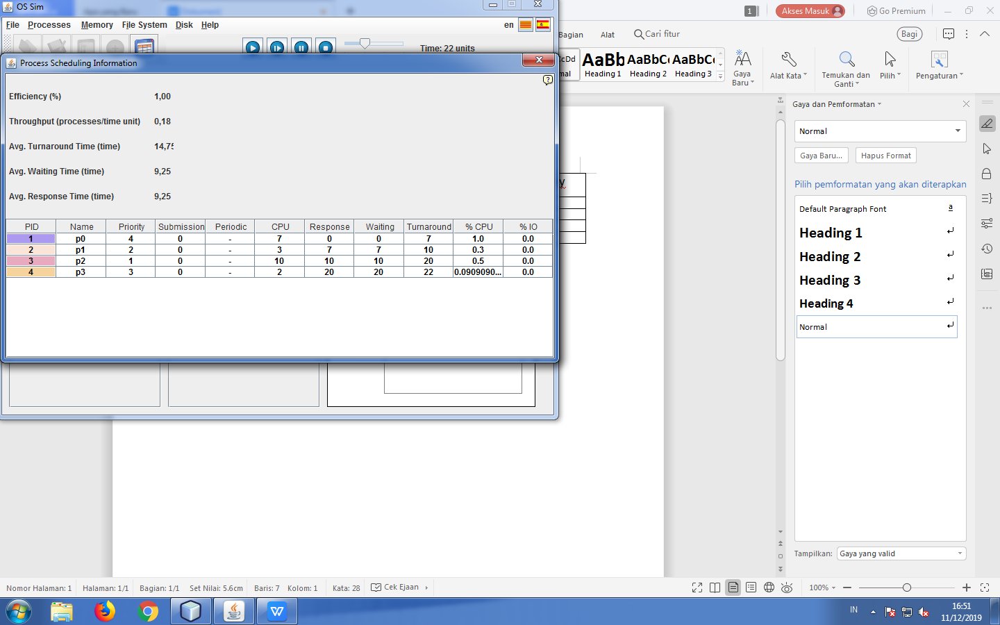 OS Sim
File Processes Memory File System Disk Help
en
Time: 22 units
Process Scheduling Information
Efficiency (%) 1,00
Throughput (processes/time unit) 0,18
Avg. Turnaround Time (time) 14,75
Avg. Waiting Time (time) 9,25
Avg. Response Time (time) 9,25
PID Name Priority Submission Periodic CPU Response Waiting Turnaround % CPU % IO
1 p0 4 0 - 7 0 0 7 1.0 0.0
2 p1 2 0 - 3 7 7 10 0.3 0.0
3 p2 1 0 - 10 10 10 20 0.5 0.0
4 p3 3 0 - 2 20 20 22 0.0909090... 0.0
1 Akses Masuk Go Premium
Bagian Alat Cari fitur Bagi
AaBb AaBbCc AaBbCc
Heading 1 Heading 2 Heading 3
Gaya Baru
Alat Kata
Temukan dan Ganti
Pilih
Pengaturan
y
Gaya dan Pemformatan
Normal
Gaya Baru... Hapus Format
Pilih pemformatan yang akan diterapkan
Default Paragraph Font a
Heading 1
Heading 2
Heading 3
Heading 4
Normal
Tampilkan: Gaya yang valid
Nomor Halaman: 1 Halaman: 1/1 Bagian: 1/1 Set Nilai: 5.6cm Baris: 7 Kolom: 1 Kata: 28 Cek Ejaan
100%
IN
16:51
11/12/2019